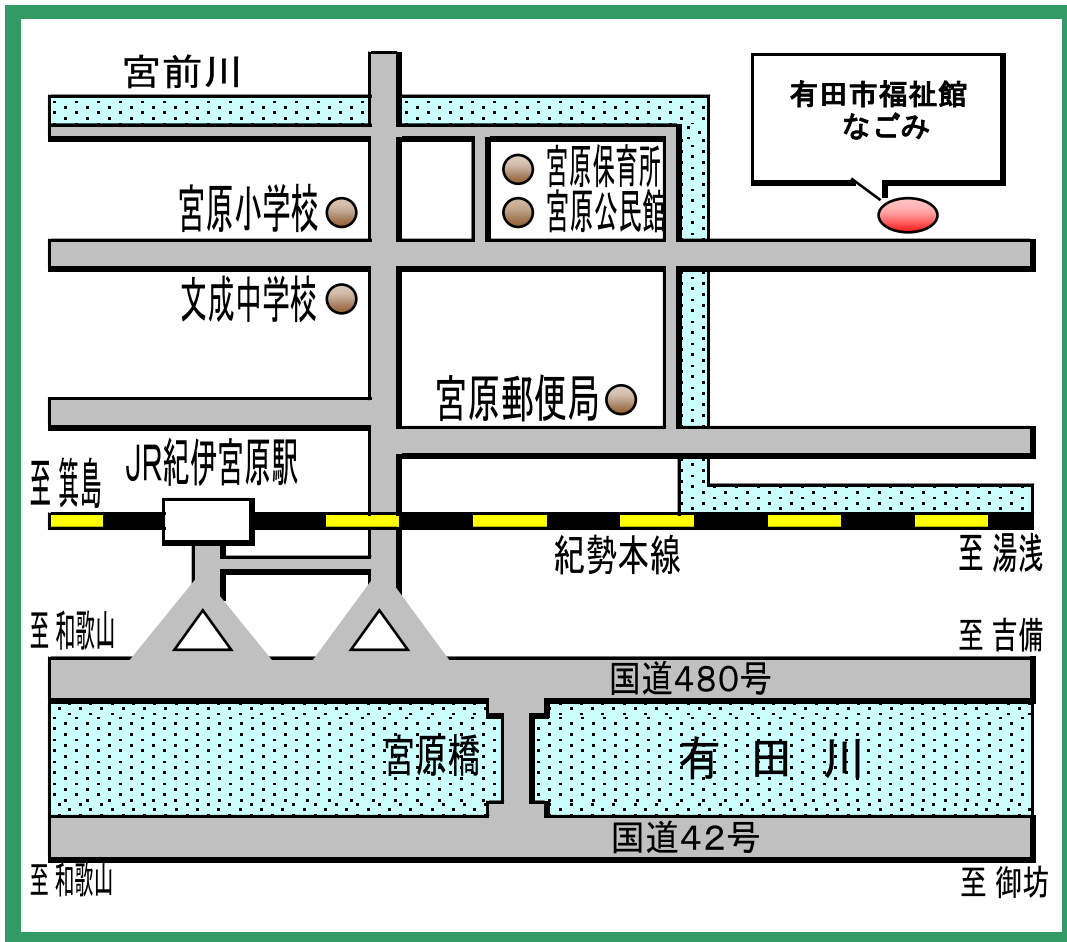 宮前川
有田市福祉館
なごみ
宮原保育所
宮原小学校
宮原公民館
文成中学校
宮原郵便局
JR紀伊宮原駅
至 箕島
紀勢本線
至 湯浅
至 和歌山
至 吉備
国道480号
宮原橋
有田川
国道42号
至 和歌山
至 御坊